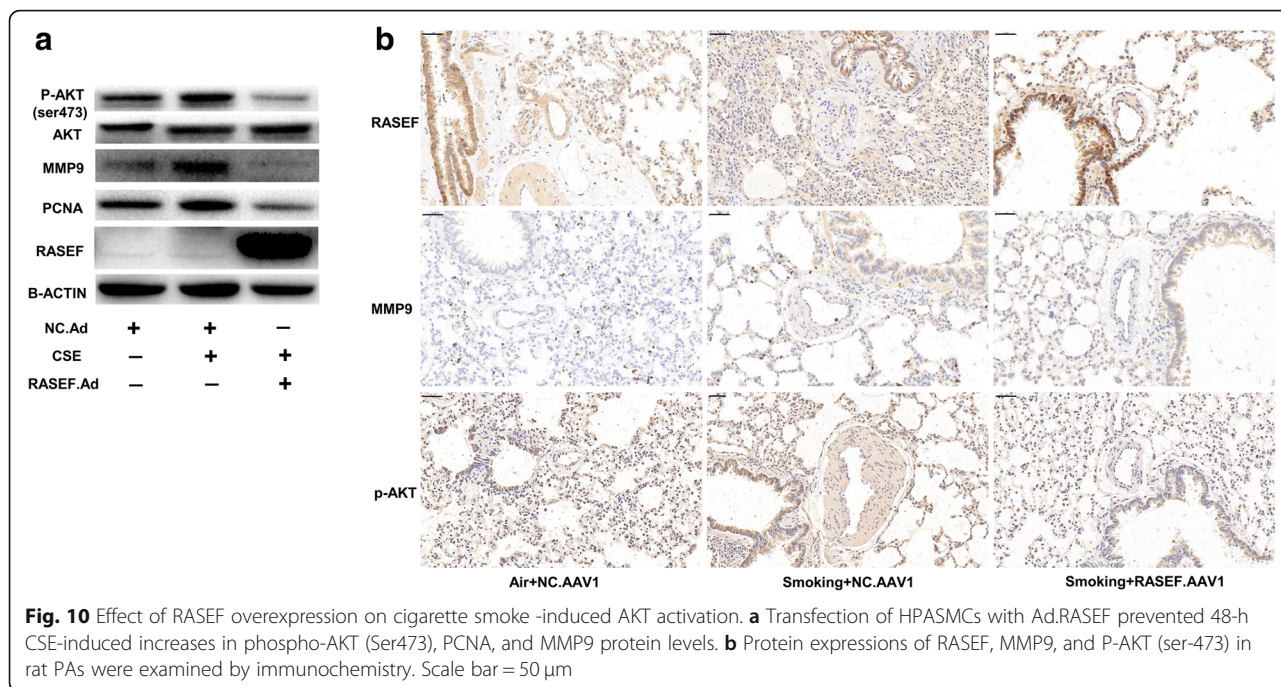 a
b
P-AKT
(ser473)
AKT
MMP9
PCNA
RASEF
B-ACTIN
NC.Ad + + –
CSE – + +
RASEF.Ad – – +
RASEF
MMP9
p-AKT
Air+NC.AAV1 Smoking+NC.AAV1 Smoking+RASEF.AAV1
Fig. 10 Effect of RASEF overexpression on cigarette smoke -induced AKT activation. a Transfection of HPASMCs with Ad.RASEF prevented 48-h
CSE-induced increases in phospho-AKT (Ser473), PCNA, and MMP9 protein levels. b Protein expressions of RASEF, MMP9, and P-AKT (ser-473) in
rat PAs were examined by immunochemistry. Scale bar = 50 μm